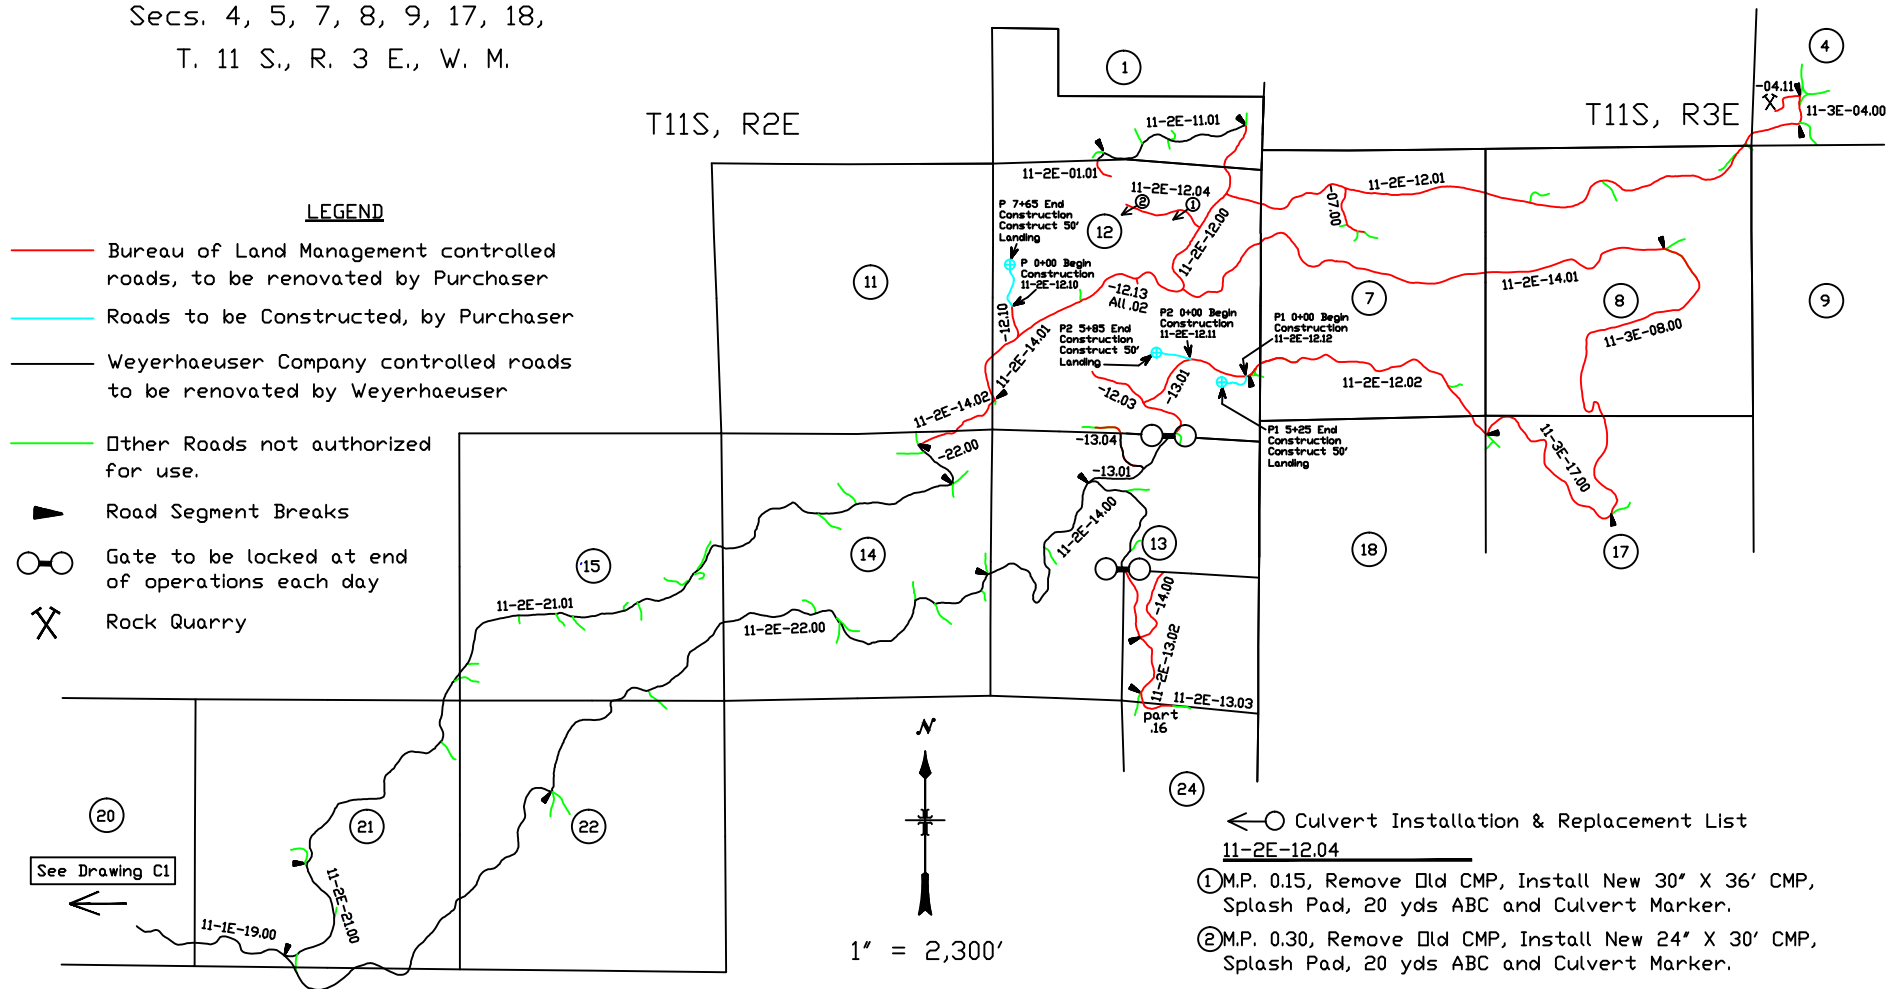 Secs. 4, 5, 7, 8, 9, 17, 18,
T. 11 S., R. 3 E., W. M.
T11S, R2E
T11S, R3E
LEGEND
Bureau of Land Management controlled
roads, to be renovated by Purchaser
Roads to be Constructed, by Purchaser
Weyerhaeuser Company controlled roads
to be renovated by Weyerhaeuser
Other Roads not authorized
for use.
Road Segment Breaks
Gate to be locked at end
of operations each day
Rock Quarry
1
4
-04.11
11-3E-04.00
11-2E-11.01
11-2E-01.01
11-2E-12.04
2
1
12
11-2E-12.00
11-2E-12.01
-07.00
P 7+65 End
Construction
Construct 50'
Landing
P 0+00 Begin
Construction
11-2E-12.10
-12.10
-12.13
All .02
11-2E-14.01
11
7
8
9
11-2E-14.01
11-3E-08.00
P2 5+85 End
Construction
Construct 50'
Landing
P2 0+00 Begin
Construction
11-2E-12.11
P1 0+00 Begin
Construction
11-2E-12.12
11-2E-12.02
-12.03
-13.01
P1 5+25 End
Construction
Construct 50'
Landing
11-2E-14.02
-22.00
-13.04
-13.01
11-2E-14.00
11-3E-17.00
15
14
13
18
17
11-2E-21.01
11-2E-22.00
-14.00
11-2E-13.02
11-2E-13.03
part
.16
N
24
20
21
22
See Drawing C1
11-2E-21.00
11-1E-19.00
1" = 2,300'
Culvert Installation & Replacement List
11-2E-12.04
1 M.P. 0.15, Remove Old CMP, Install New 30" X 36' CMP,
Splash Pad, 20 yds ABC and Culvert Marker.
2 M.P. 0.30, Remove Old CMP, Install New 24" X 30' CMP,
Splash Pad, 20 yds ABC and Culvert Marker.